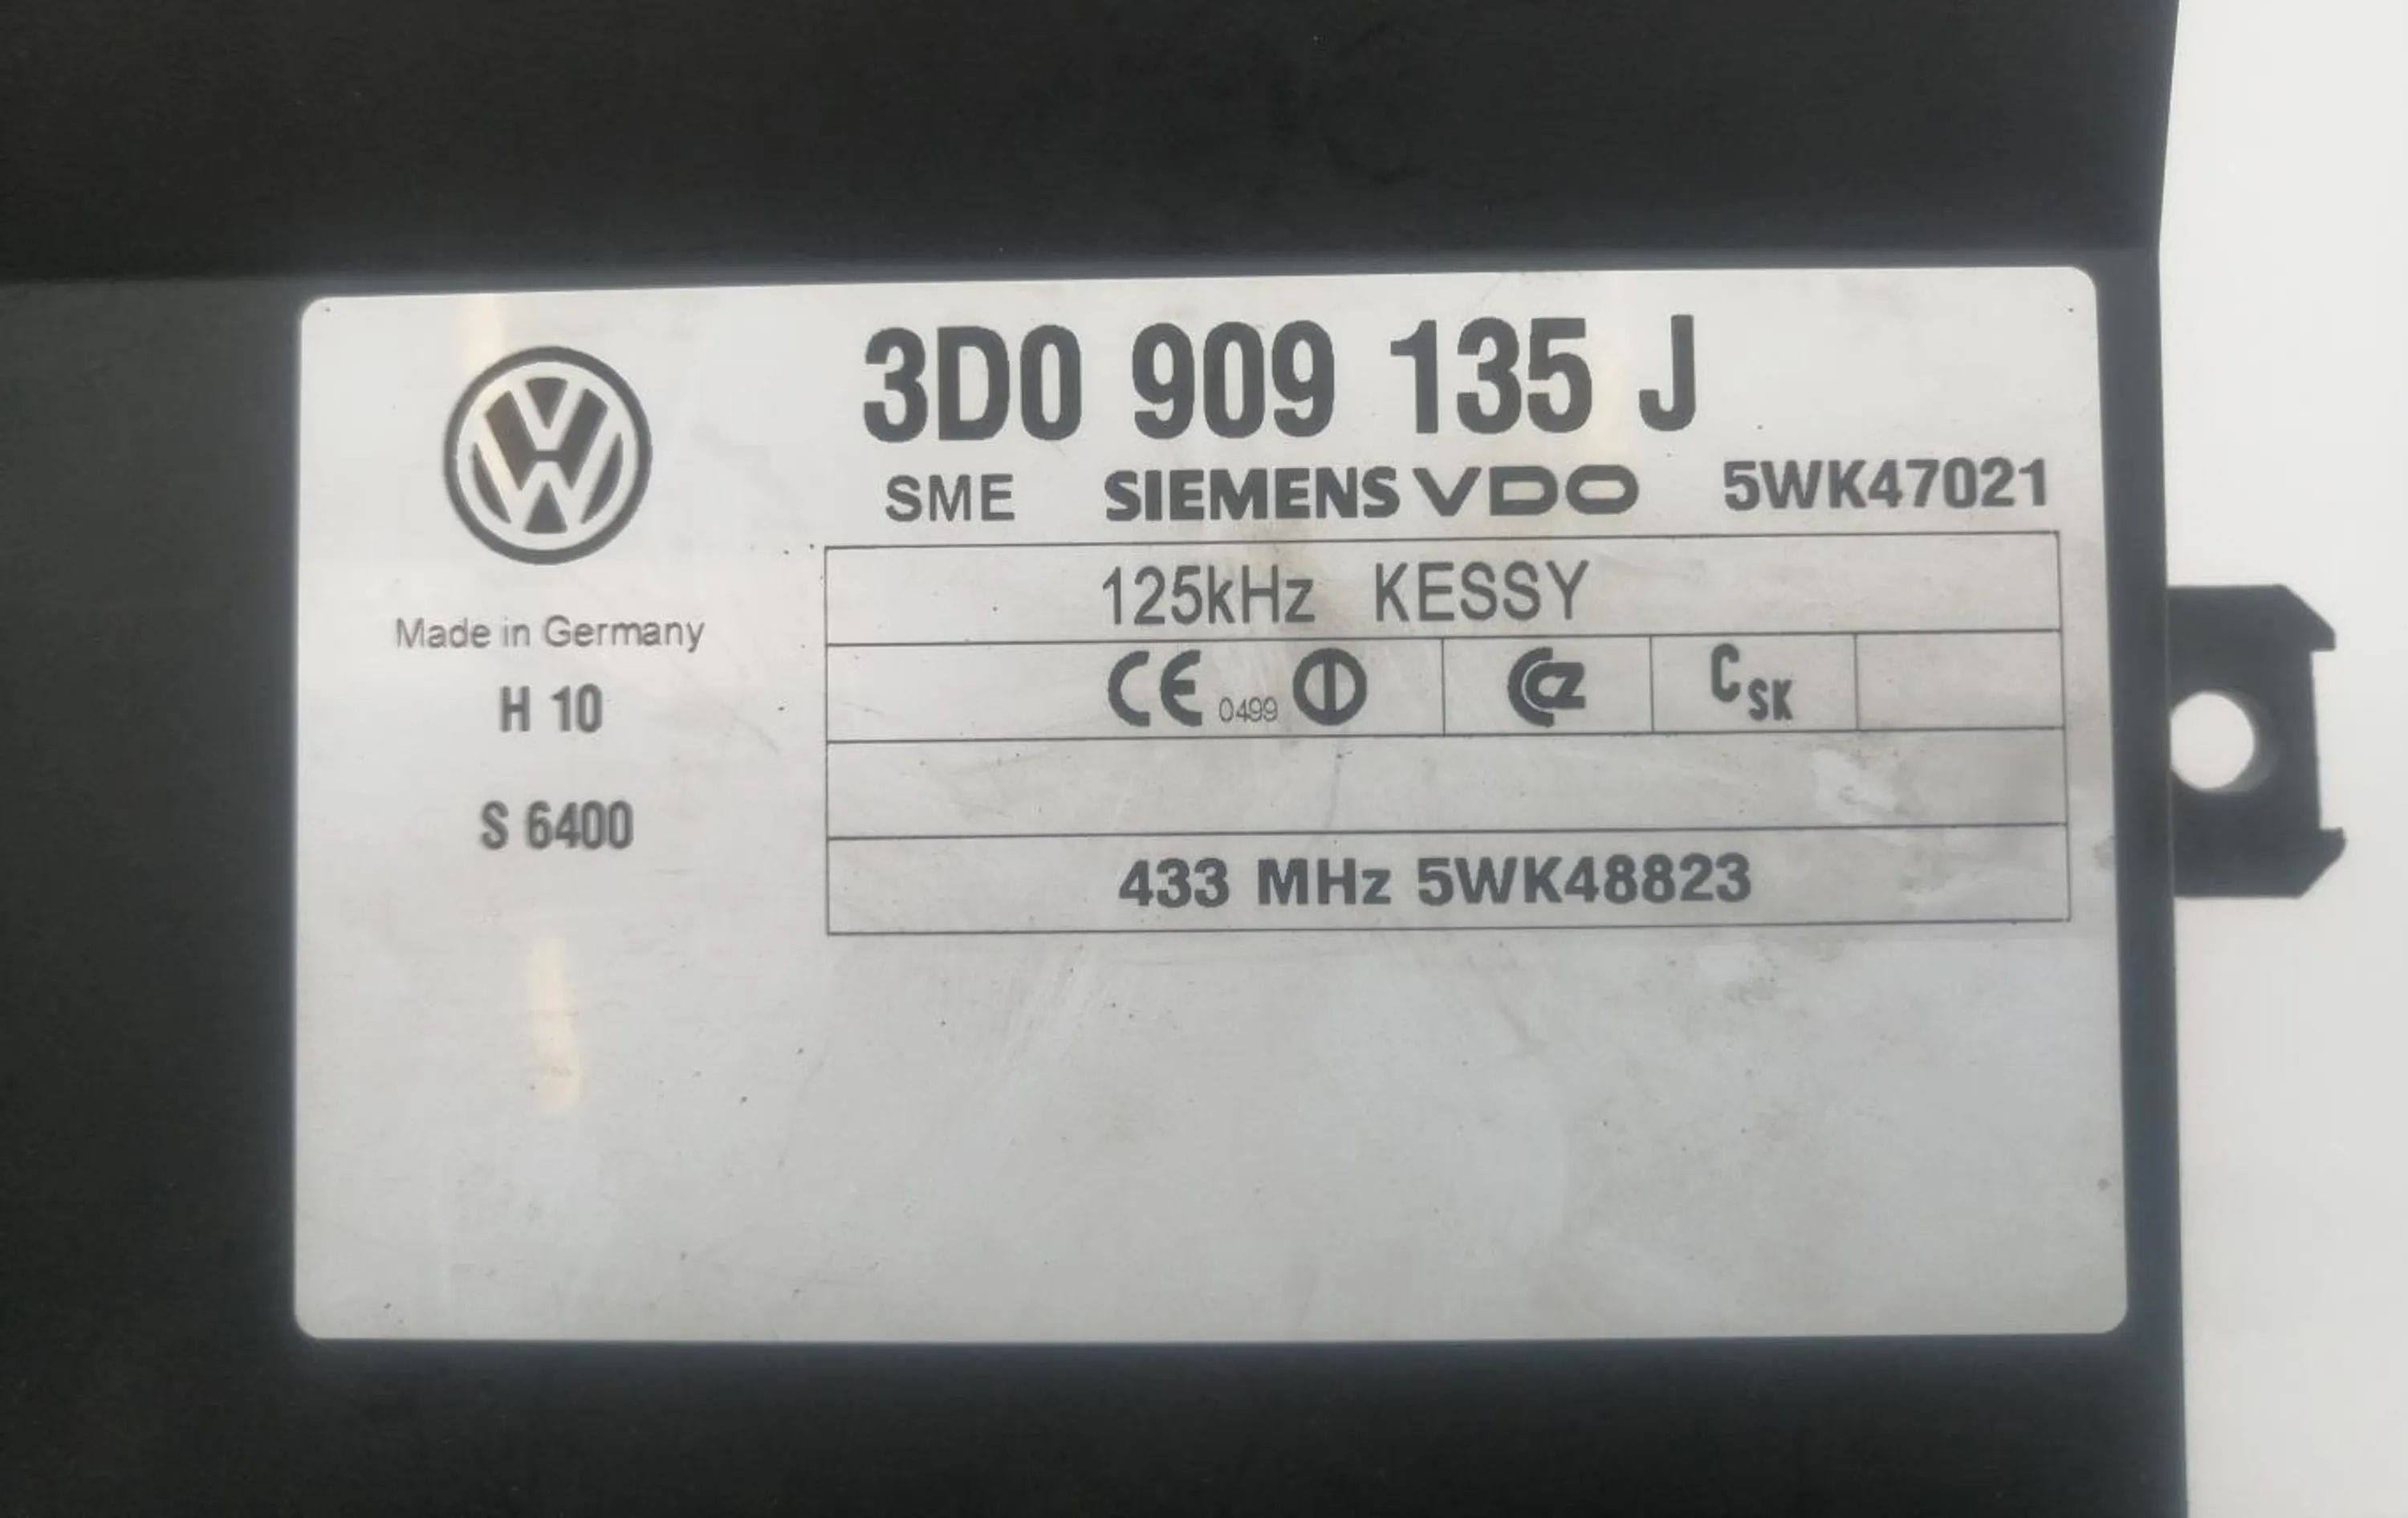 3D0 909 135 J
SME SIEMENS VDO 5WK47021
Made in Germany
H 10
S 6400
125kHz KESSY
CE 0499 CZ CSK
433 MHz 5WK48823